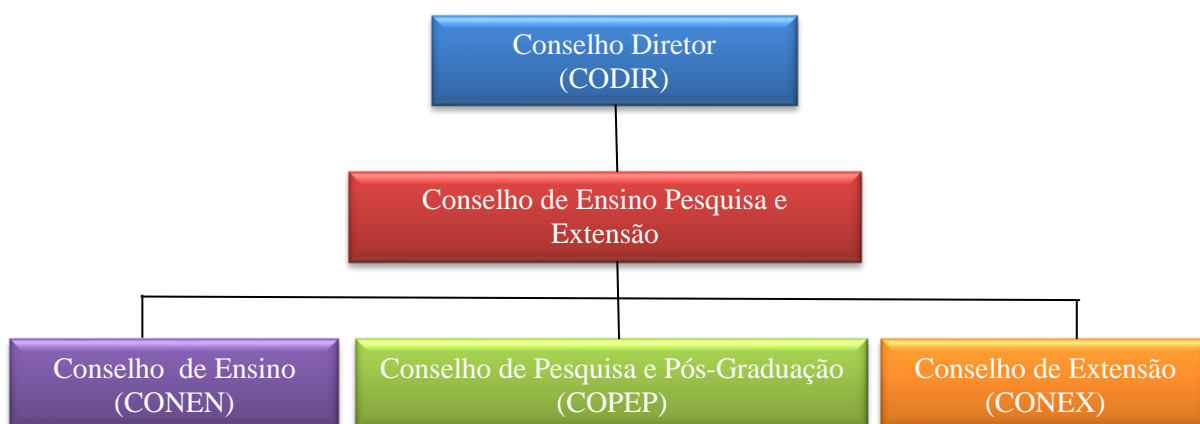 Conselho Diretor
(CODIR)
Conselho de Ensino Pesquisa e
Extensão
Conselho de Ensino
(CONEN)
Conselho de Pesquisa e Pós-Graduação
(COPEP)
Conselho de Extensão
(CONEX)